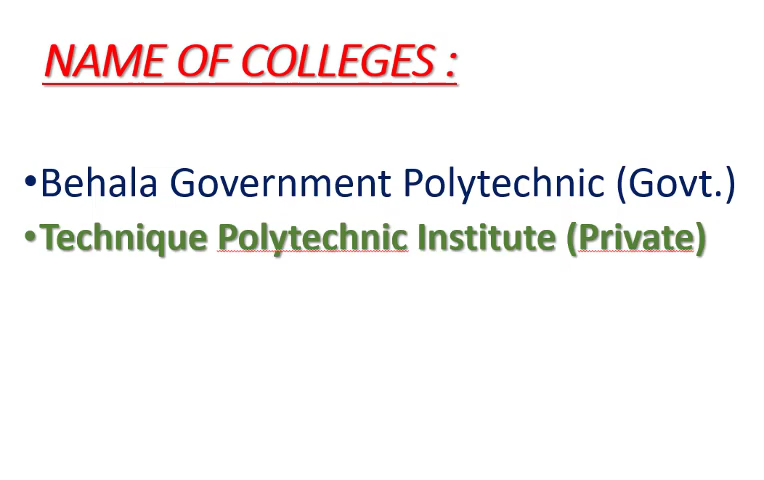 NAME OF COLLEGES :
•Behala Government Polytechnic (Govt.)
•Technique Polytechnic Institute (Private)